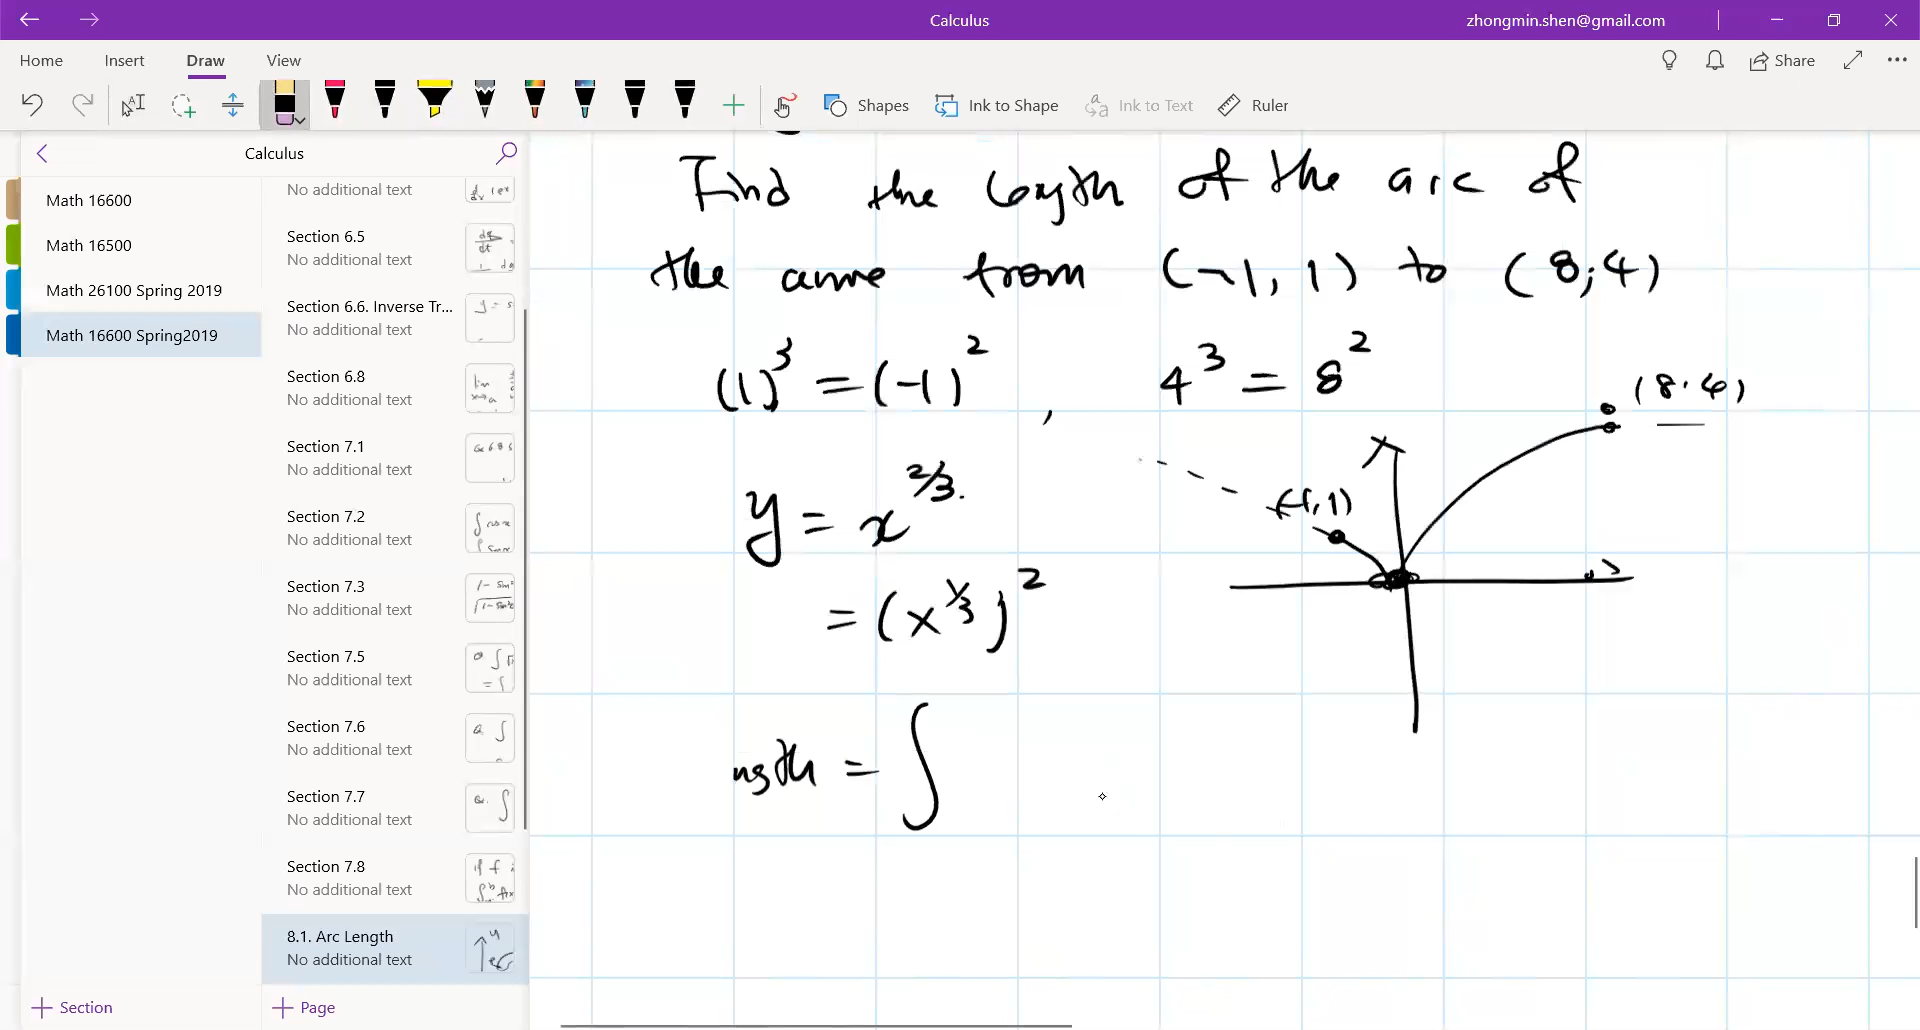 Calculus
zhongmin.shen@gmail.com
Home Insert Draw View
Share
Shapes Ink to Shape Ink to Text Ruler
Calculus
Math 16600
Math 16500
Math 26100 Spring 2019
Math 16600 Spring2019
No additional text
Section 6.5
No additional text
Section 6.6. Inverse Tr...
No additional text
Section 6.8
No additional text
Section 7.1
No additional text
Section 7.2
No additional text
Section 7.3
No additional text
Section 7.5
No additional text
Section 7.6
No additional text
Section 7.7
No additional text
Section 7.8
No additional text
8.1. Arc Length
No additional text
Section
Page
Find the length of the arc of
the curve from (-1, 1) to (8, 4)
(1)^3 = (-1)^2 , 4^3 = 8^2
(8.4)
(-1,1)
y = x^{2/3}.
= (x^{1/3})^2
ngth = ∫